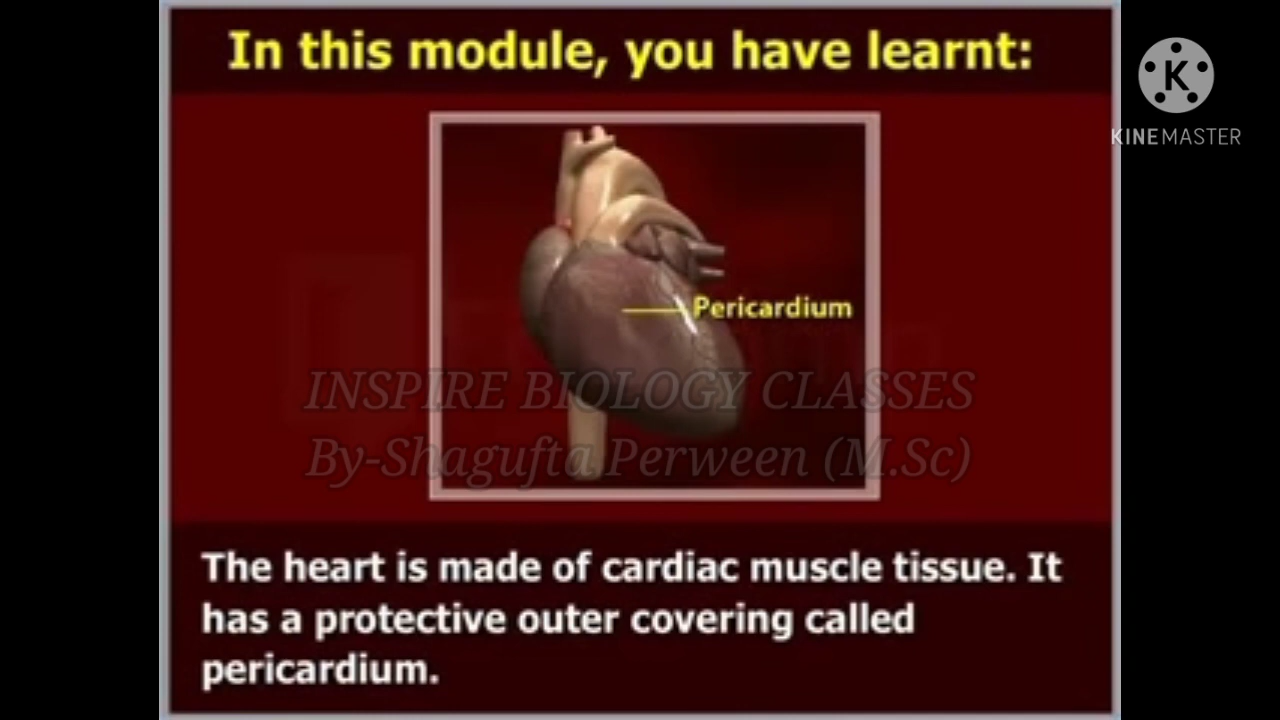 In this module, you have learnt:
K
KINEMASTER
Pericardium
INSPIRE BIOLOGY CLASSES
By-Shagufta Perween (M.Sc)
The heart is made of cardiac muscle tissue. It
has a protective outer covering called
pericardium.